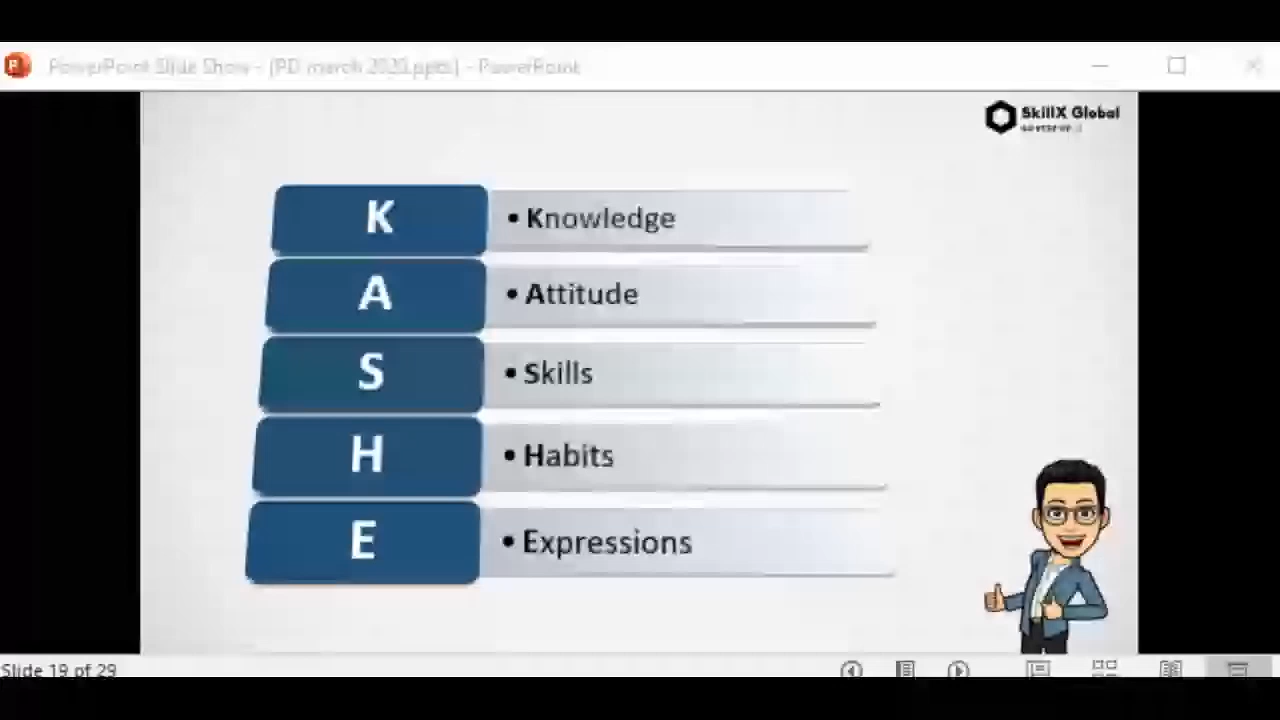 PowerPoint Slide Show - [PD march 2020.pptx] - PowerPoint
SkillX Global
K
• Knowledge
A
• Attitude
S
• Skills
H
• Habits
E
• Expressions
Slide 19 of 29